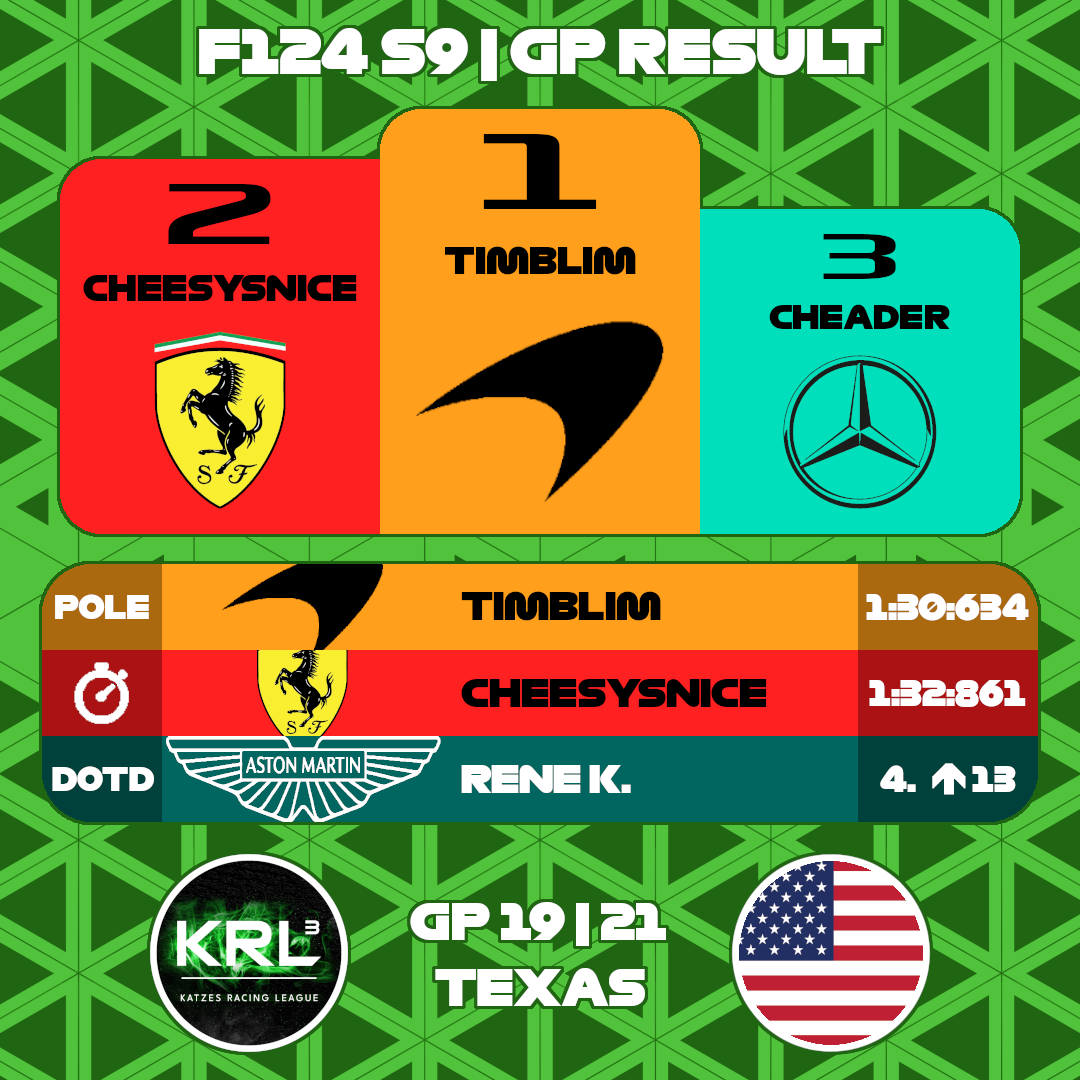 F124 S9 | GP RESULT
1
TIMBLIM
2
CHEESYSNICE
S F
3
CHEADER
POLE
TIMBLIM
1:30:634
CHEESYSNICE
S F
1:32:861
DOTD
ASTON MARTIN
RENE K.
4. 13
KRL3
KATZES RACING LEAGUE
GP 19 | 21
TEXAS